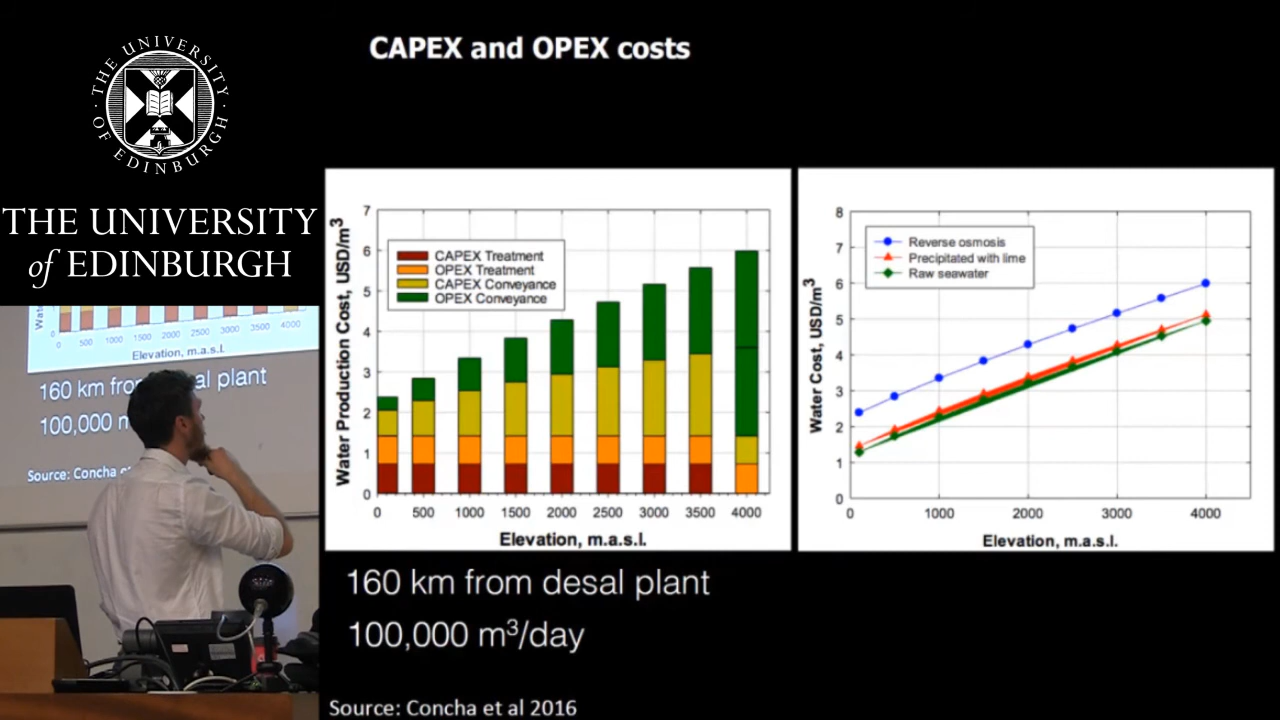 CAPEX and OPEX costs
THE UNIVERSITY
OF EDINBURGH
THE UNIVERSITY
of EDINBURGH
Water Production Cost, USD/m³
7
6
5
4
3
2
1
0
CAPEX Treatment
OPEX Treatment
CAPEX Conveyance
OPEX Conveyance
0 500 1000 1500 2000 2500 3000 3500 4000
Elevation, m.a.s.l.
Water Cost, USD/m³
8
7
6
5
4
3
2
1
0
Reverse osmosis
Precipitated with lime
Raw seawater
0 1000 2000 3000 4000
Elevation, m.a.s.l.
160 km from desal plant
100,000 m³/day
Source: Concha et al 2016
0 500 1000 1500 2000 2500 3000 3500 4000
Elevation, m.a.s.l.
160 km al plant
100,000
Source: Concha